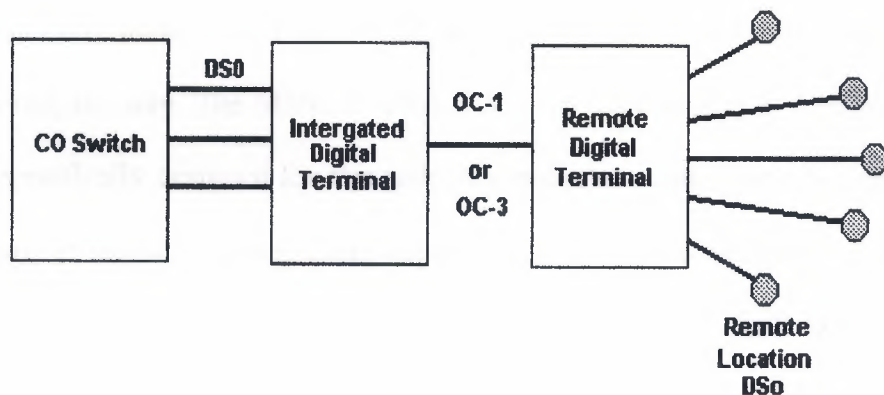 DS0
CO Switch
Intergated
Digital
Terminal
OC-1
or
OC-3
Remote
Digital
Terminal
Remote
Location
DSo